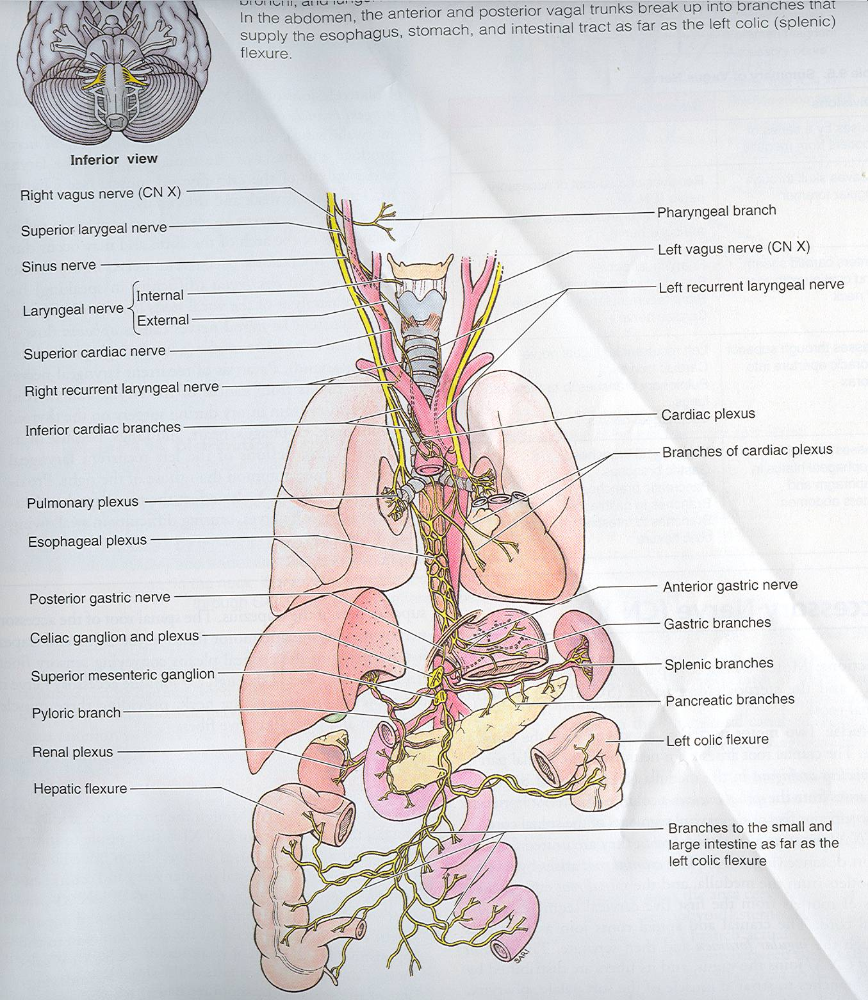 In the abdomen, the anterior and posterior vagal trunks break up into branches that
supply the esophagus, stomach, and intestinal tract as far as the left colic (splenic)
flexure.
Inferior view
Right vagus nerve (CN X)
Superior larygeal nerve
Sinus nerve
Laryngeal nerve
Internal
External
Superior cardiac nerve
Right recurrent laryngeal nerve
Inferior cardiac branches
Pulmonary plexus
Esophageal plexus
Posterior gastric nerve
Celiac ganglion and plexus
Superior mesenteric ganglion
Pyloric branch
Renal plexus
Hepatic flexure
Pharyngeal branch
Left vagus nerve (CN X)
Left recurrent laryngeal nerve
Cardiac plexus
Branches of cardiac plexus
Anterior gastric nerve
Gastric branches
Splenic branches
Pancreatic branches
Left colic flexure
Branches to the small and
large intestine as far as the
left colic flexure
SARI